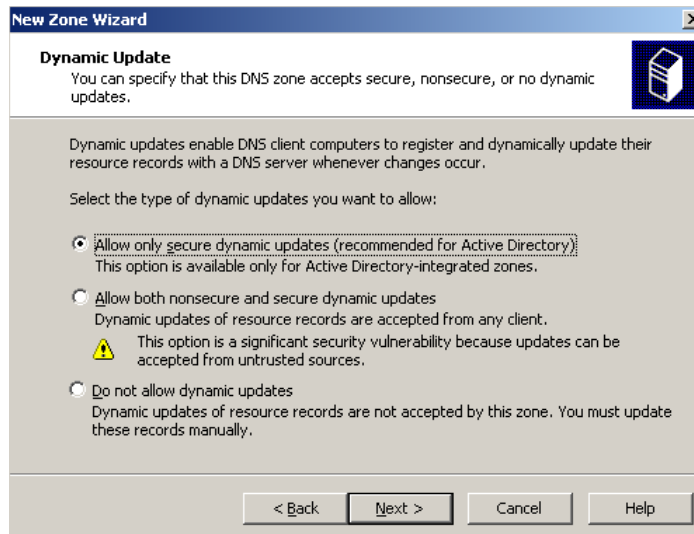 New Zone Wizard
Dynamic Update
You can specify that this DNS zone accepts secure, nonsecure, or no dynamic
updates.
Dynamic updates enable DNS client computers to register and dynamically update their
resource records with a DNS server whenever changes occur.
Select the type of dynamic updates you want to allow:
Allow only secure dynamic updates (recommended for Active Directory)
This option is available only for Active Directory-integrated zones.
Allow both nonsecure and secure dynamic updates
Dynamic updates of resource records are accepted from any client.
This option is a significant security vulnerability because updates can be
accepted from untrusted sources.
Do not allow dynamic updates
Dynamic updates of resource records are not accepted by this zone. You must update
these records manually.
< Back
Next >
Cancel
Help